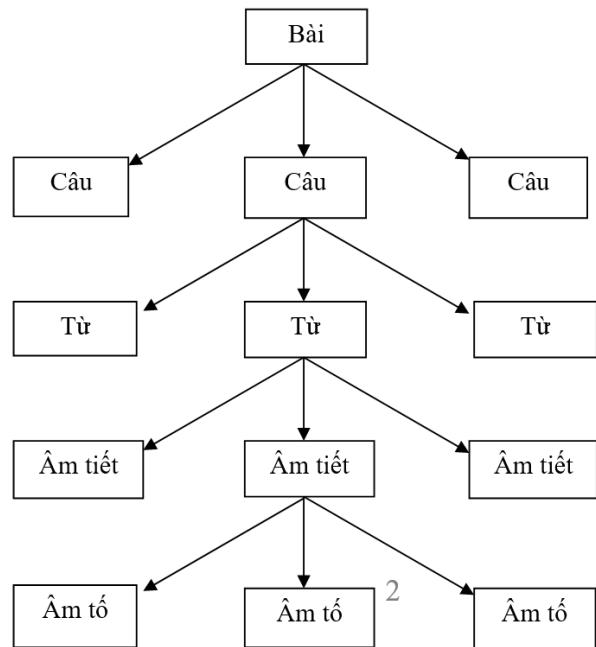 Bài
Câu Câu Câu
Từ Từ Từ
Âm tiết Âm tiết Âm tiết
Âm tố Âm tố 2 Âm tố